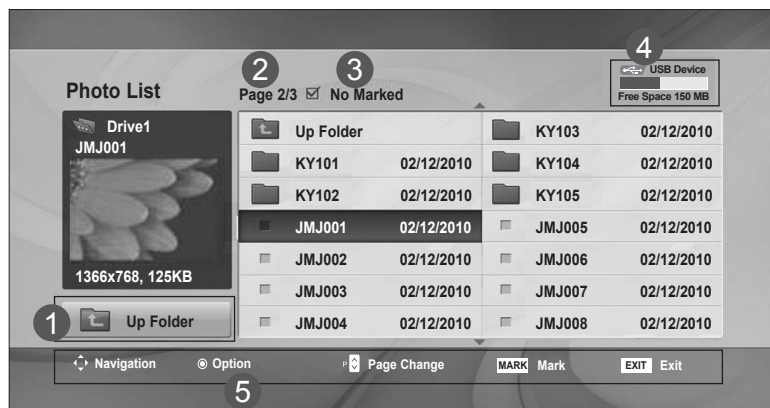 4
USB Device
Free Space 150 MB
2 3
Photo List Page 2/3 No Marked
Drive1
JMJ001
1366x768, 125KB
1 Up Folder
Up Folder
KY101 02/12/2010
KY102 02/12/2010
JMJ001 02/12/2010
JMJ002 02/12/2010
JMJ003 02/12/2010
JMJ004 02/12/2010
KY103 02/12/2010
KY104 02/12/2010
KY105 02/12/2010
JMJ005 02/12/2010
JMJ006 02/12/2010
JMJ007 02/12/2010
JMJ008 02/12/2010
Navigation Option P Page Change MARK Mark EXIT Exit
5